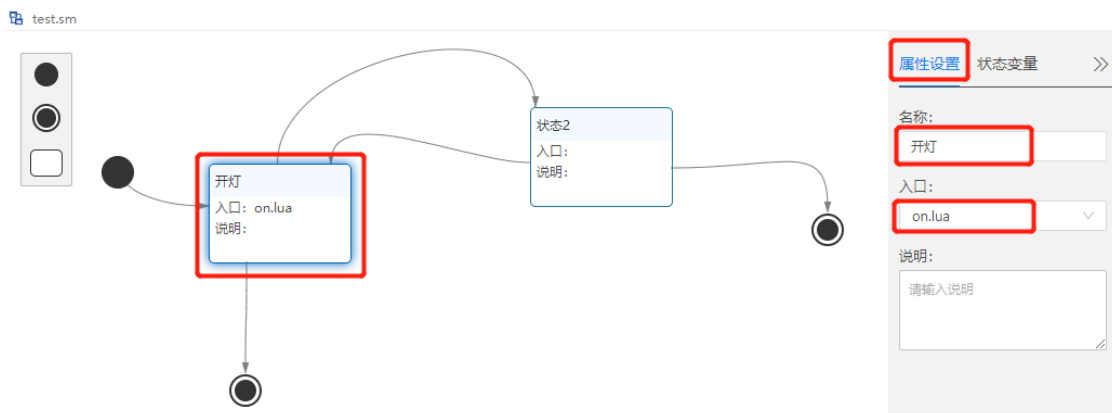 test.sm
属性设置 状态变量
名称：
开灯
入口：
on.lua
说明：
请输入说明
状态2
入口：
说明：
开灯
入口：on.lua
说明：